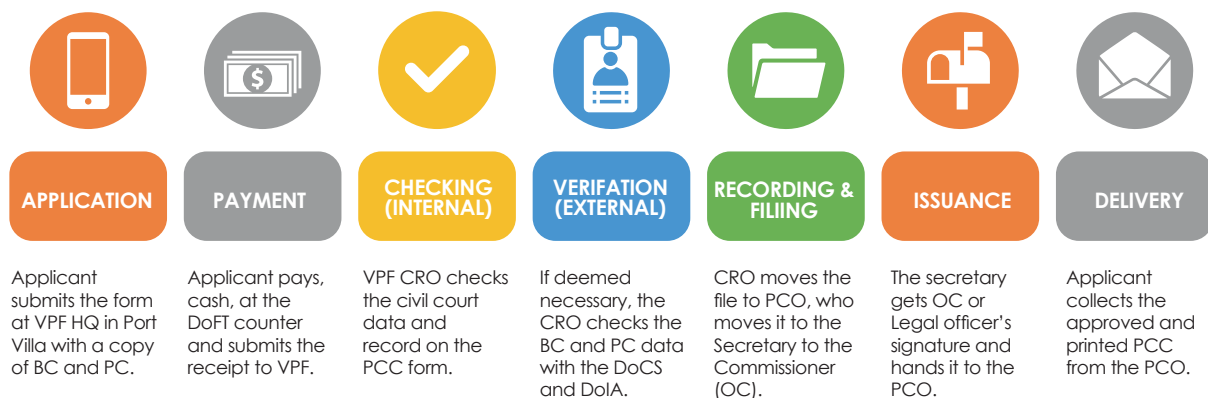 $
APPLICATION
PAYMENT
CHECKING
(INTERNAL)
VERIFATION
(EXTERNAL)
RECORDING &
FILIING
ISSUANCE
DELIVERY
Applicant
submits the form
at VPF HQ in Port
Villa with a copy
of BC and PC.
Applicant pays,
cash, at the
DoFT counter
and submits the
receipt to VPF.
VPF CRO checks
the civil court
data and
record on the
PCC form.
If deemed
necessary, the
CRO checks the
BC and PC data
with the DoCS
and DoIA.
CRO moves the
file to PCO, who
moves it to the
Secretary to the
Commissioner
(OC).
The secretary
gets OC or
Legal officer's
signature and
hands it to the
PCO.
Applicant
collects the
approved and
printed PCC
from the PCO.